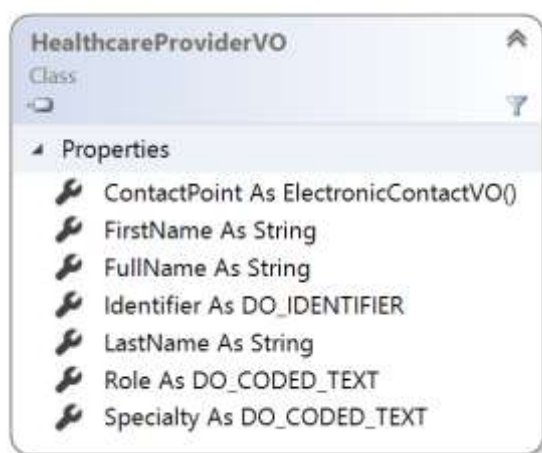 HealthcareProviderVO
Class
Properties
ContactPoint As ElectronicContactVO()
FirstName As String
FullName As String
Identifier As DO_IDENTIFIER
LastName As String
Role As DO_CODED_TEXT
Specialty As DO_CODED_TEXT